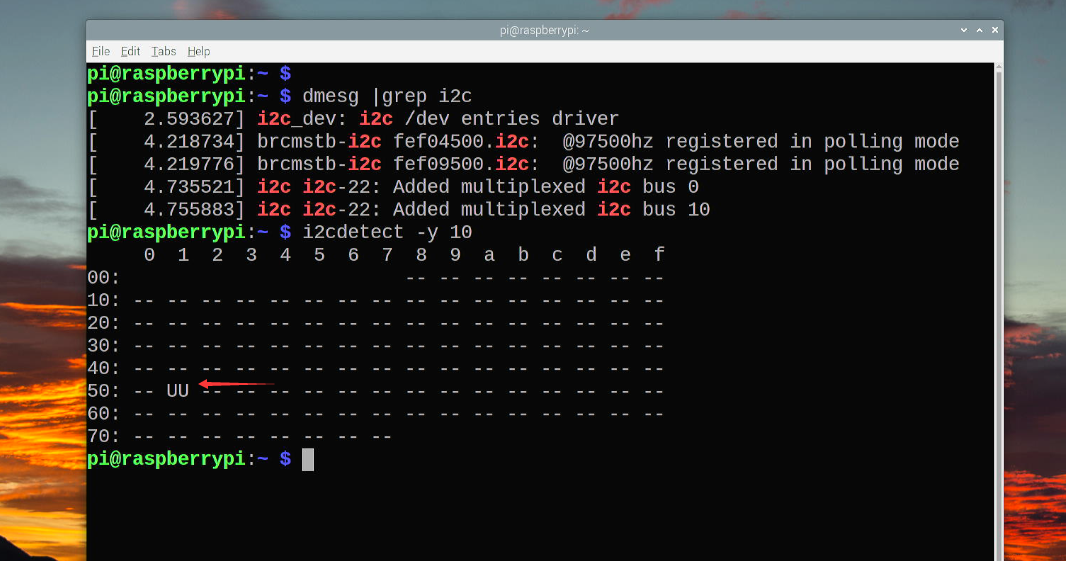 pi@raspberrypi: ~
File Edit Tabs Help
pi@raspberrypi:~ $
pi@raspberrypi:~ $ dmesg |grep i2c
[    2.593627] i2c_dev: i2c /dev entries driver
[    4.218734] brcmstb-i2c fef04500.i2c:  @97500hz registered in polling mode
[    4.219776] brcmstb-i2c fef09500.i2c:  @97500hz registered in polling mode
[    4.735521] i2c i2c-22: Added multiplexed i2c bus 0
[    4.755883] i2c i2c-22: Added multiplexed i2c bus 10
pi@raspberrypi:~ $ i2cdetect -y 10
     0  1  2  3  4  5  6  7  8  9  a  b  c  d  e  f
00:                         -- -- -- -- -- -- -- --
10: -- -- -- -- -- -- -- -- -- -- -- -- -- -- -- --
20: -- -- -- -- -- -- -- -- -- -- -- -- -- -- -- --
30: -- -- -- -- -- -- -- -- -- -- -- -- -- -- -- --
40: -- -- -- -- -- -- -- -- -- -- -- -- -- -- -- --
50: -- UU -- -- -- -- -- -- -- -- -- -- -- -- -- --
60: -- -- -- -- -- -- -- -- -- -- -- -- -- -- -- --
70: -- -- -- -- -- -- -- --
pi@raspberrypi:~ $